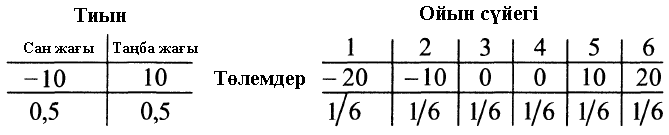 Тиын Ойын сүйегі
Сан жағы Таңба жағы 1 2 3 4 5 6
−10 10 Төлемдер −20 −10 0 0 10 20
0,5 0,5 1/6 1/6 1/6 1/6 1/6 1/6